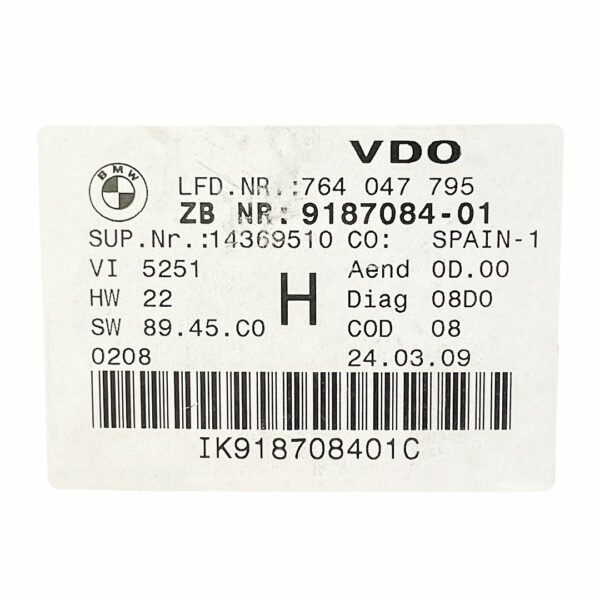 VDO
BMW
LFD.NR.:764 047 795
ZB NR: 9187084-01
SUP.Nr.:14369510 CO: SPAIN-1
VI 5251 H Aend 0D.00
HW 22 Diag 08D0
SW 89.45.C0 COD 08
0208 24.03.09
IK918708401C